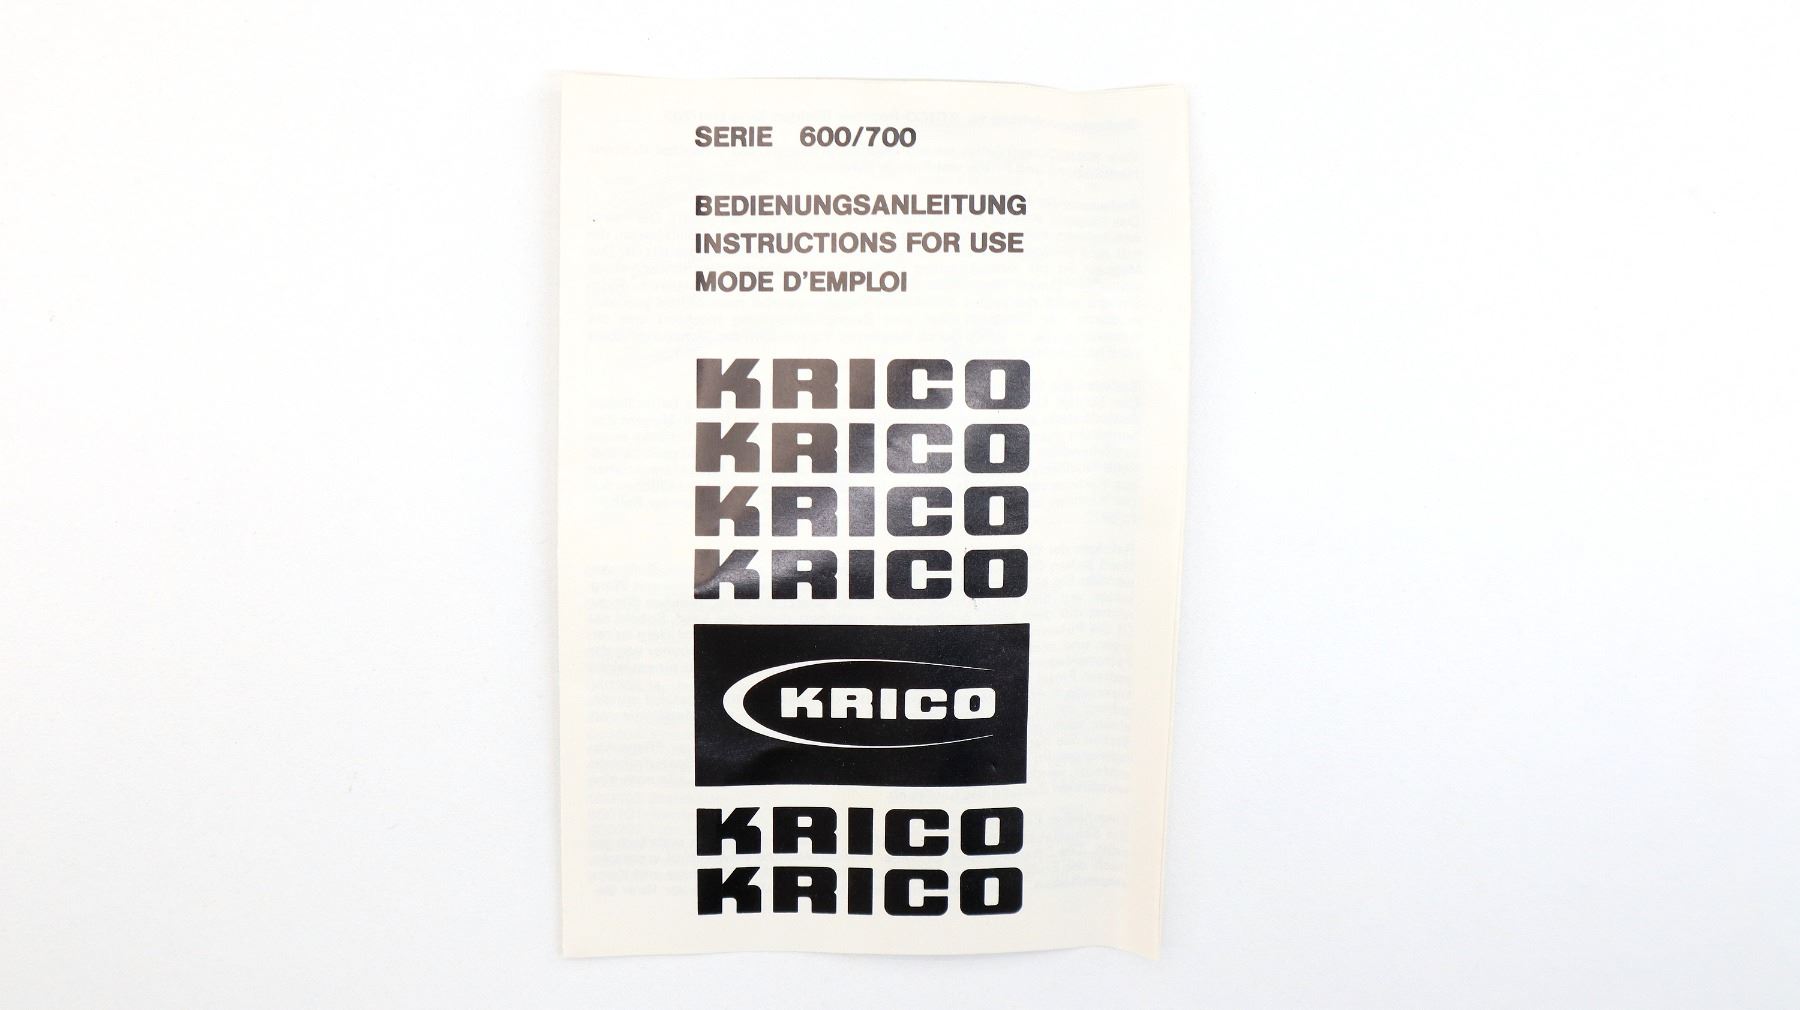 SERIE 600/700
BEDIENUNGSANLEITUNG
INSTRUCTIONS FOR USE
MODE D'EMPLOI
KRICO
KRICO
KRICO
KRICO
KRICO
KRICO
KRICO